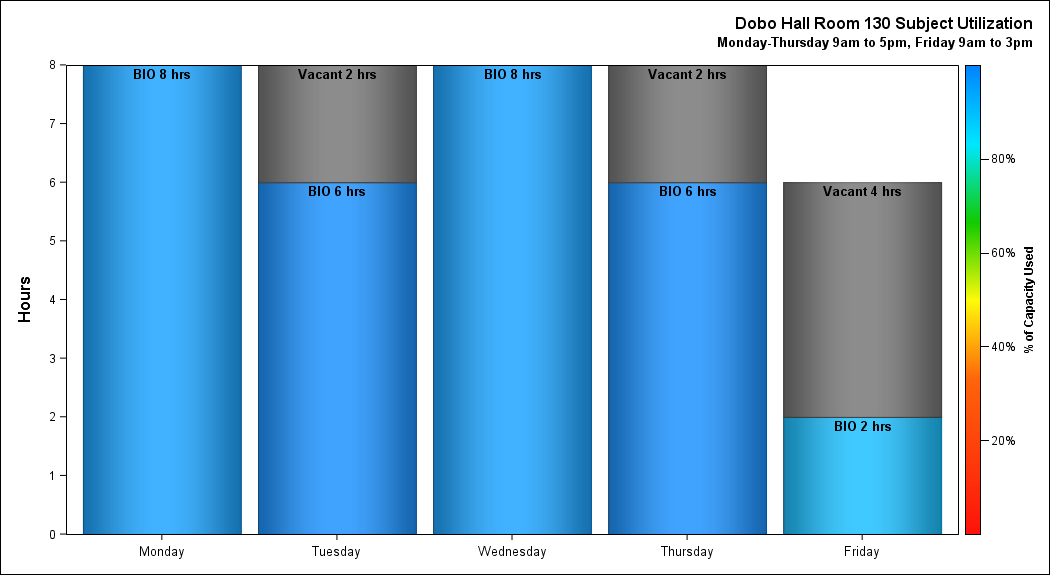 Dobo Hall Room 130 Subject Utilization
Monday-Thursday 9am to 5pm, Friday 9am to 3pm
Hours
8
7
6
5
4
3
2
1
0
BIO 8 hrs
Vacant 2 hrs
BIO 6 hrs
BIO 8 hrs
Vacant 2 hrs
BIO 6 hrs
Vacant 4 hrs
BIO 2 hrs
Monday
Tuesday
Wednesday
Thursday
Friday
80%
60%
40%
20%
% of Capacity Used